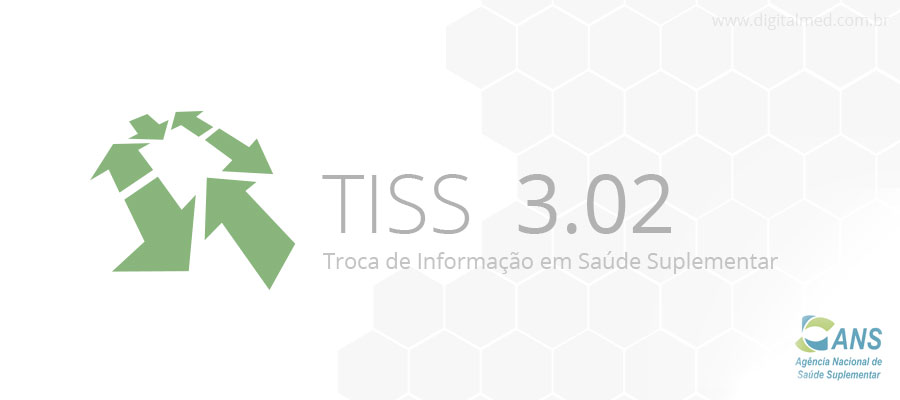 www.digitalmed.com.br
TISS 3.02
Troca de Informação em Saúde Suplementar
ANS
Agência Nacional de
Saúde Suplementar